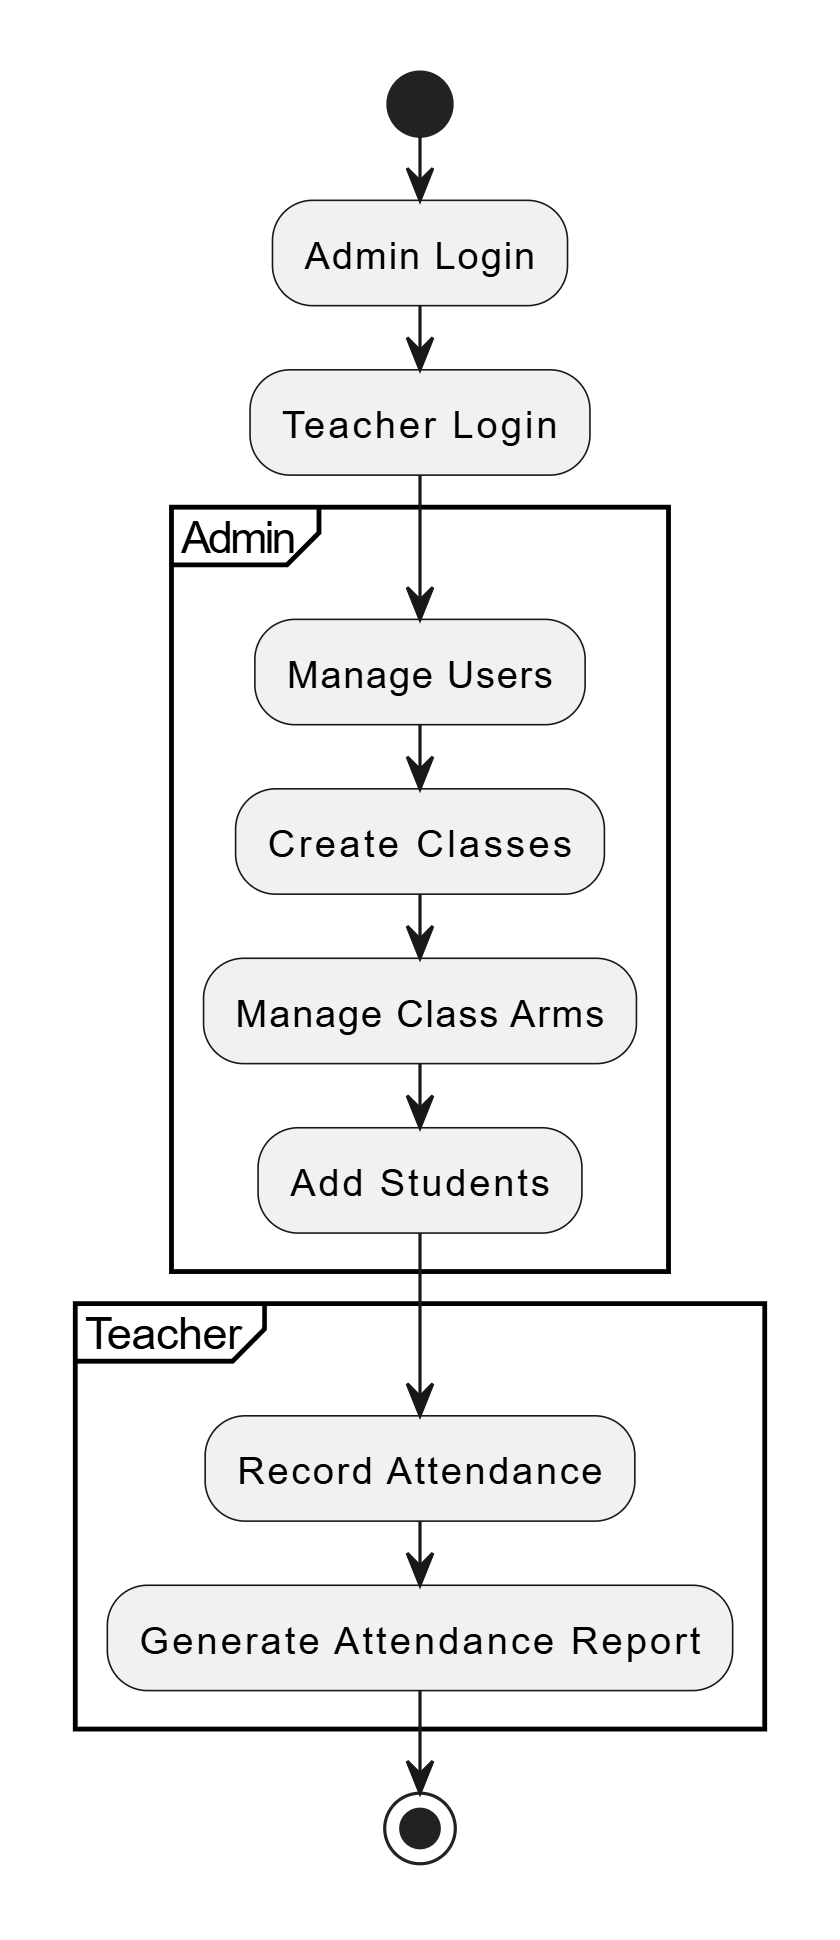 Admin Login
Teacher Login
Admin
Manage Users
Create Classes
Manage Class Arms
Add Students
Teacher
Record Attendance
Generate Attendance Report